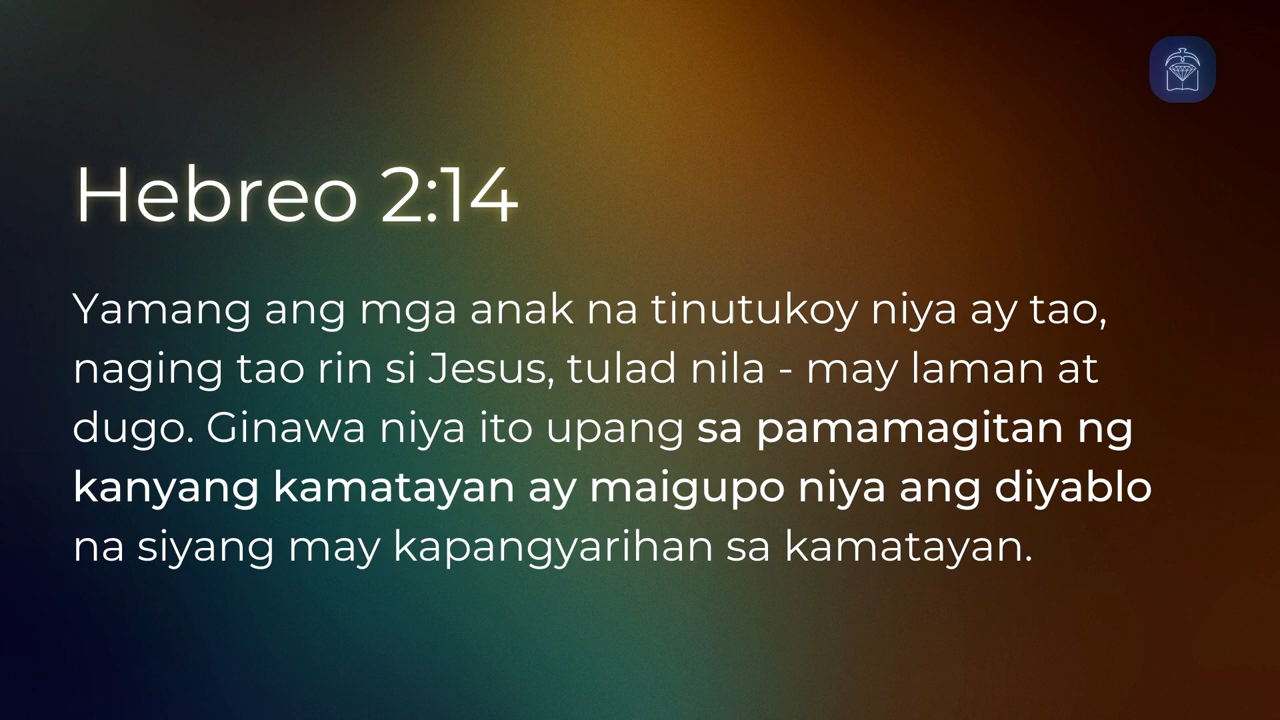 Hebreo 2:14
Yamang ang mga anak na tinutukoy niya ay tao,
naging tao rin si Jesus, tulad nila - may laman at
dugo. Ginawa niya ito upang sa pamamagitan ng
kanyang kamatayan ay maigupo niya ang diyablo
na siyang may kapangyarihan sa kamatayan.